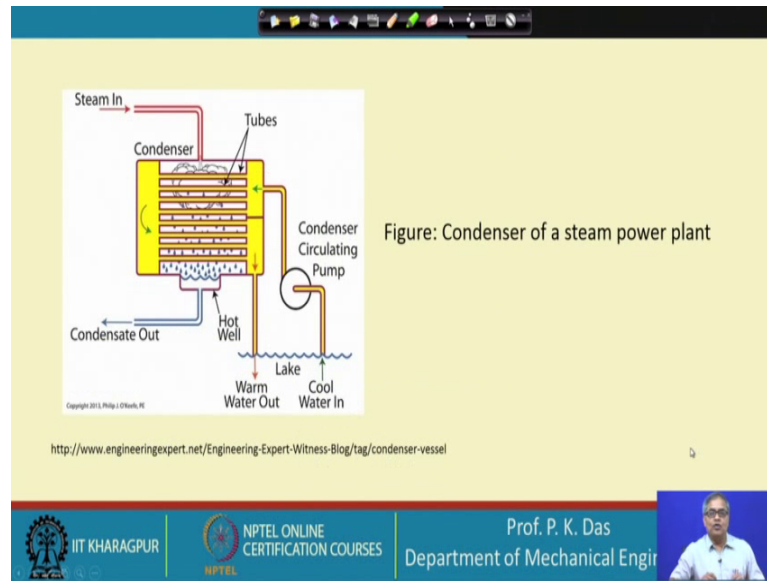 Steam In
Tubes
Condenser
Condenser
Circulating
Pump
Figure: Condenser of a steam power plant
Condensate Out
Hot
Well
Lake
Warm
Water Out
Cool
Water In
Copyright 2013, Philip J. O'Keefe, PE
http://www.engineeringexpert.net/Engineering-Expert-Witness-Blog/tag/condenser-vessel
IIT KHARAGPUR
NPTEL
NPTEL ONLINE
CERTIFICATION COURSES
Prof. P. K. Das
Department of Mechanical Engir